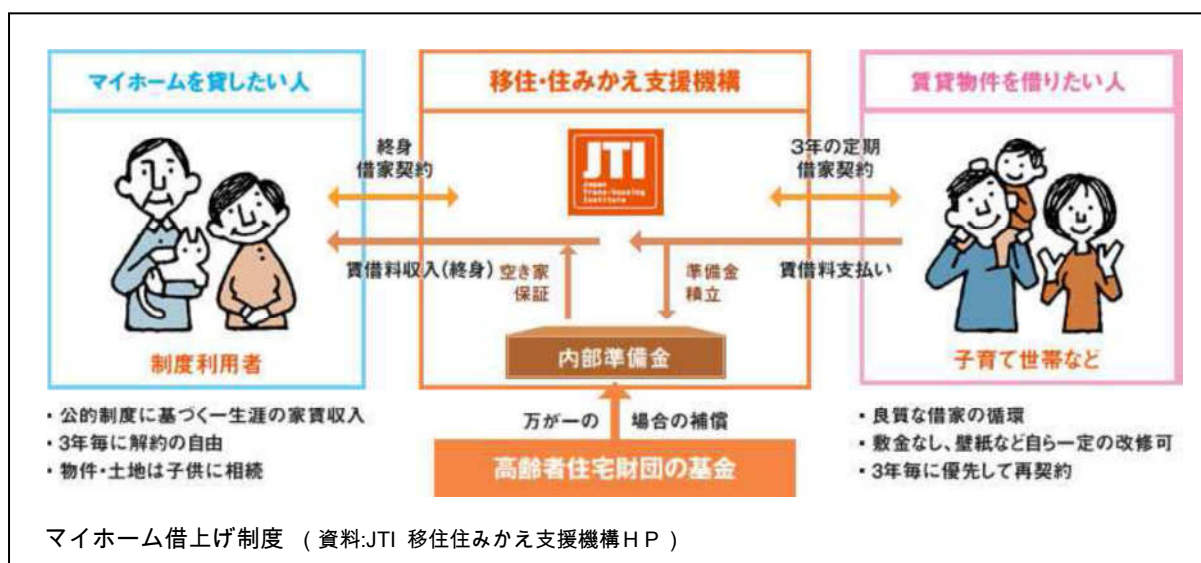 マイホームを貸したい人
移住・住みかえ支援機構
賃貸物件を借りたい人
終身
借家契約
JTI
Japan
Trans-housing
Institute
3年の定期
借家契約
賃借料収入(終身)
空き家
保証
準備金
積立
賃借料支払い
制度利用者
内部準備金
子育て世帯など
・公的制度に基づく一生涯の家賃収入
・3年毎に解約の自由
・物件・土地は子供に相続
万が一の 場合の補償
高齢者住宅財団の基金
・良質な借家の循環
・敷金なし、壁紙など自ら一定の改修可
・3年毎に優先して再契約
マイホーム借上げ制度 (資料:JTI 移住住みかえ支援機構HP)